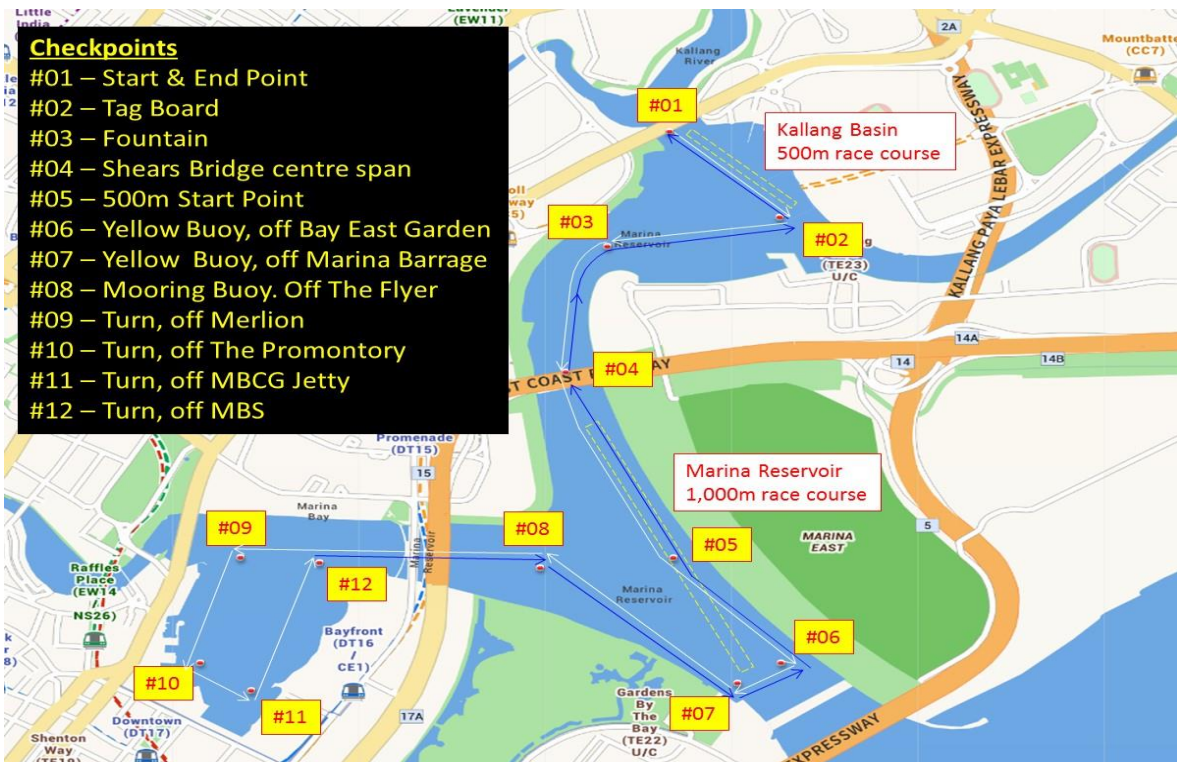 Little
India
Lavender
(EW11)
Checkpoints
#01 – Start & End Point
#02 – Tag Board
#03 – Fountain
#04 – Shears Bridge centre span
#05 – 500m Start Point
#06 – Yellow Buoy, off Bay East Garden
#07 – Yellow  Buoy, off Marina Barrage
#08 – Mooring Buoy. Off The Flyer
#09 – Turn, off Merlion
#10 – Turn, off The Promontory
#11 – Turn, off MBCG Jetty
#12 – Turn, off MBS
Kallang
River
2A
Mountbatten
(CC7)
#01
Kallang Basin
500m race course
KALLANG PAYA LEBAR EXPRESSWAY
#03
Marina
Reservoir
#02
(TE23)
U/C
14A
14
14B
#04
Promenade
(DT15)
15
Marina Reservoir
1,000m race course
Marina
Bay
#09
#08
Marina
Reservoir
#05
MARINA
EAST
5
Raffles
Place
(EW14
/
NS26)
#12
Marina
Reservoir
Bayfront
(DT16
/
CE1)
#06
#10
#11
17A
Gardens
By
The
Bay
(TE22)
U/C
#07
Downtown
(DT17)
Shenton
Way
(TE19)
EXPRESSWAY